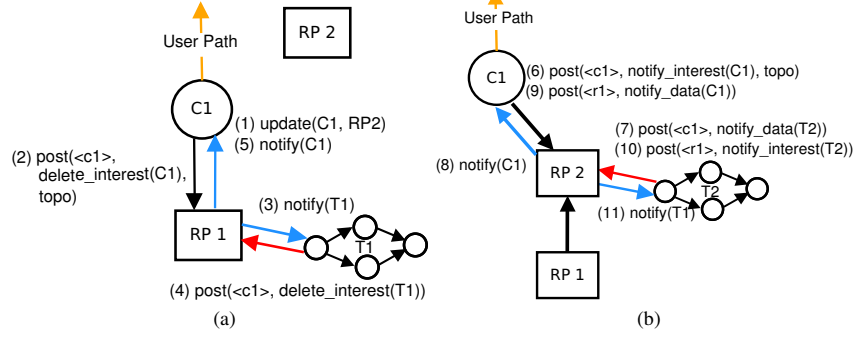 User Path
RP 2
C1
(1) update(C1, RP2)
(5) notify(C1)
(2) post(<c1>,
delete_interest(C1),
topo)
(3) notify(T1)
RP 1
T1
(4) post(<c1>, delete_interest(T1))
(a)
User Path
C1
(6) post(<c1>, notify_interest(C1), topo)
(9) post(<r1>, notify_data(C1))
(7) post(<c1>, notify_data(T2))
(10) post(<r1>, notify_interest(T2))
(8) notify(C1)
RP 2
T2
(11) notify(T1)
RP 1
(b)